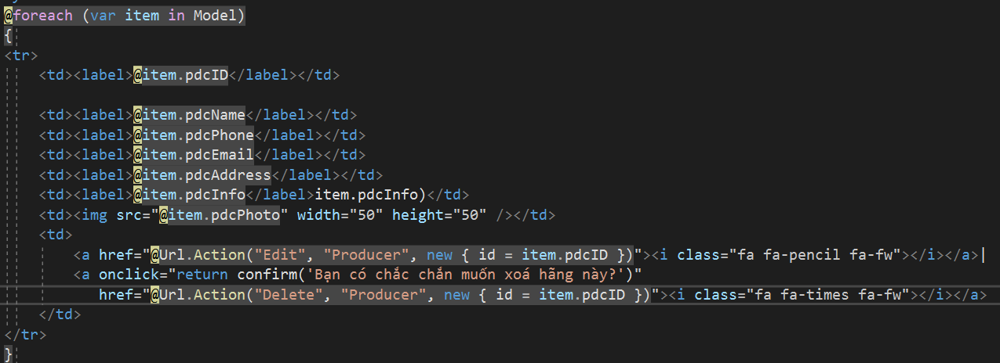 @foreach (var item in Model)
{
<tr>
<td><label>@item.pdcID</label></td>
<td><label>@item.pdcName</label></td>
<td><label>@item.pdcPhone</label></td>
<td><label>@item.pdcEmail</label></td>
<td><label>@item.pdcAddress</label></td>
<td><label>@item.pdcInfo</label>item.pdcInfo)</td>
<td><img src="@item.pdcPhoto" width="50" height="50" /></td>
<td>
<a href="@Url.Action("Edit", "Producer", new { id = item.pdcID })"><i class="fa fa-pencil fa-fw"></i></a>
<a onclick="return confirm('Bạn có chắc chắn muốn xoá hãng này?')"
href="@Url.Action("Delete", "Producer", new { id = item.pdcID })"><i class="fa fa-times fa-fw"></i></a>
</td>
</tr>
}